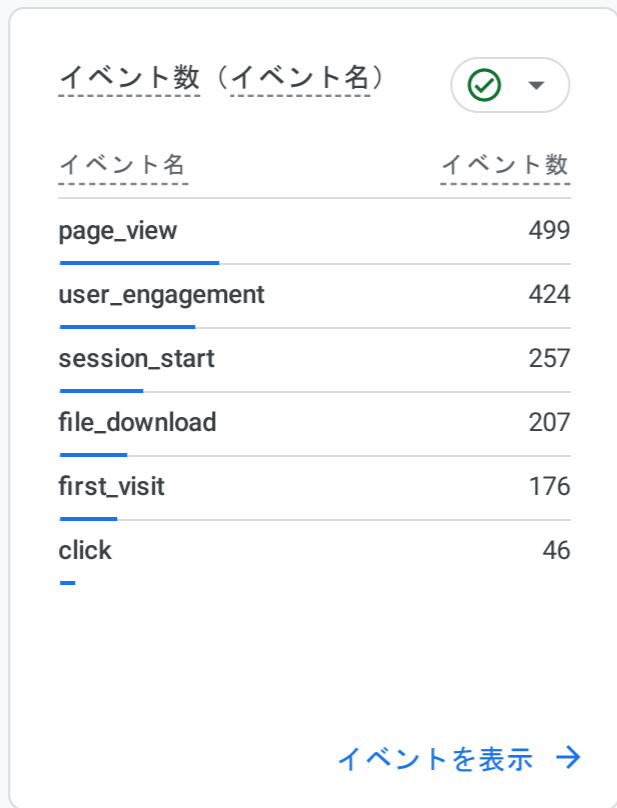 イベント数（イベント名）
イベント名 イベント数
page_view 499
user_engagement 424
session_start 257
file_download 207
first_visit 176
click 46
イベントを表示 →